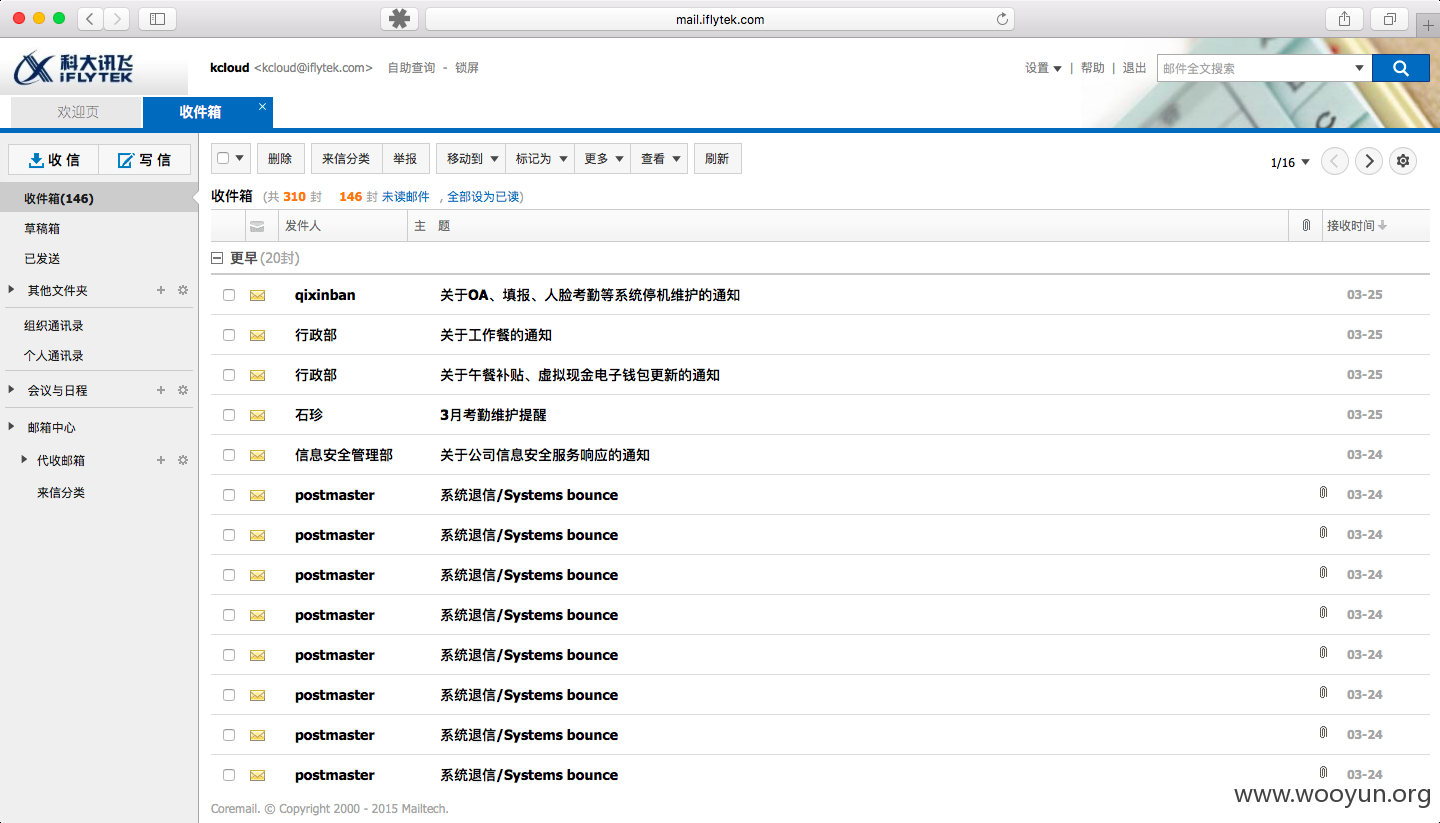 mail.iflytek.com
科大讯飞
iFLYTEK
kcloud <kcloud@iflytek.com> 自助查询 - 锁屏
设置 | 帮助 | 退出 邮件全文搜索
欢迎页 收件箱
收信 写信
删除 来信分类 举报 移动到 标记为 更多 查看 刷新
1/16
收件箱(146)
草稿箱
已发送
其他文件夹
组织通讯录
个人通讯录
会议与日程
邮箱中心
代收邮箱
来信分类
收件箱 (共 310 封 146 封 未读邮件 , 全部设为已读)
发件人 主 题 接收时间
更早(20封)
qixinban 关于OA、填报、人脸考勤等系统停机维护的通知 03-25
行政部 关于工作餐的通知 03-25
行政部 关于午餐补贴、虚拟现金电子钱包更新的通知 03-25
石珍 3月考勤维护提醒 03-25
信息安全管理部 关于公司信息安全服务响应的通知 03-24
postmaster 系统退信/Systems bounce 03-24
postmaster 系统退信/Systems bounce 03-24
postmaster 系统退信/Systems bounce 03-24
postmaster 系统退信/Systems bounce 03-24
postmaster 系统退信/Systems bounce 03-24
postmaster 系统退信/Systems bounce 03-24
postmaster 系统退信/Systems bounce 03-24
postmaster 系统退信/Systems bounce 03-24
Coremail. © Copyright 2000 - 2015 Mailtech.
www.wooyun.org